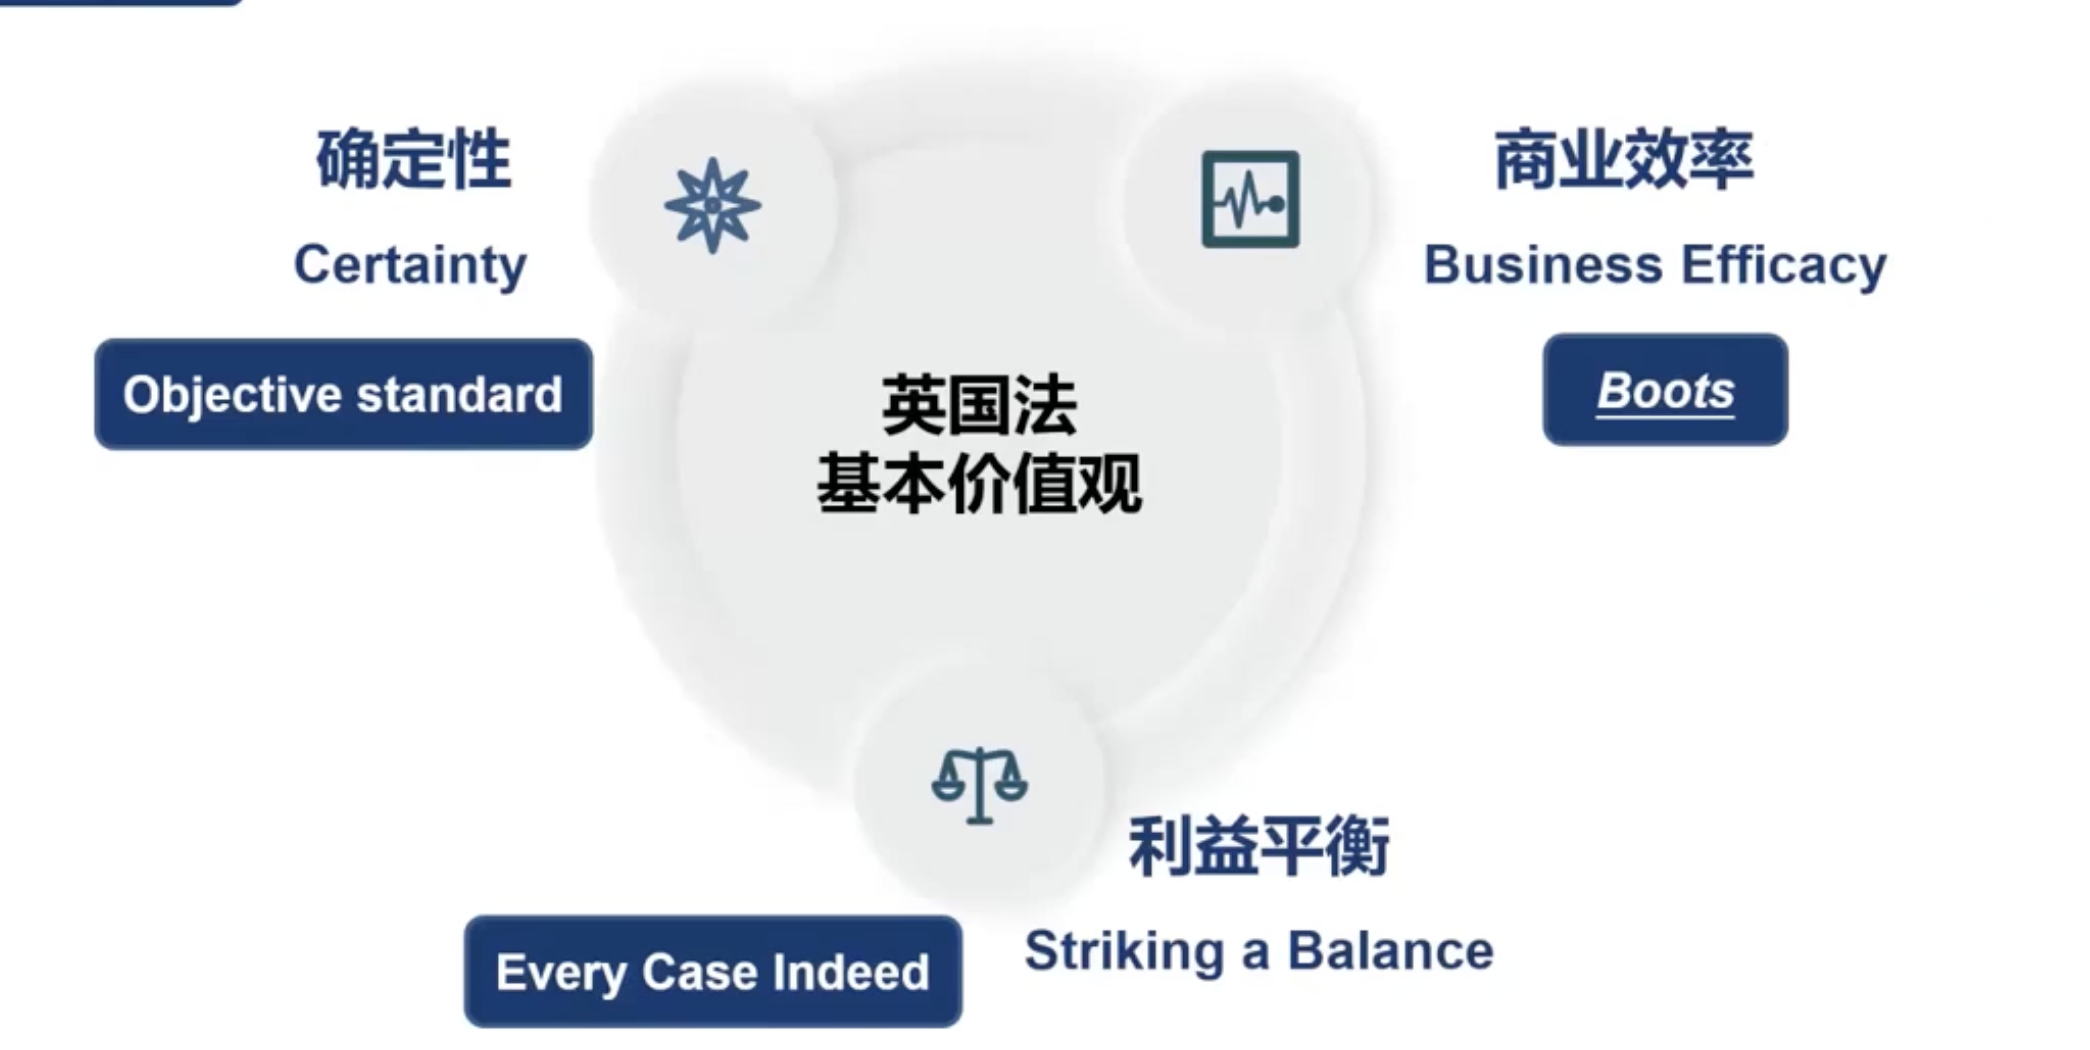 确定性
Certainty
Objective standard
商业效率
Business Efficacy
Boots
英国法
基本价值观
利益平衡
Striking a Balance
Every Case Indeed